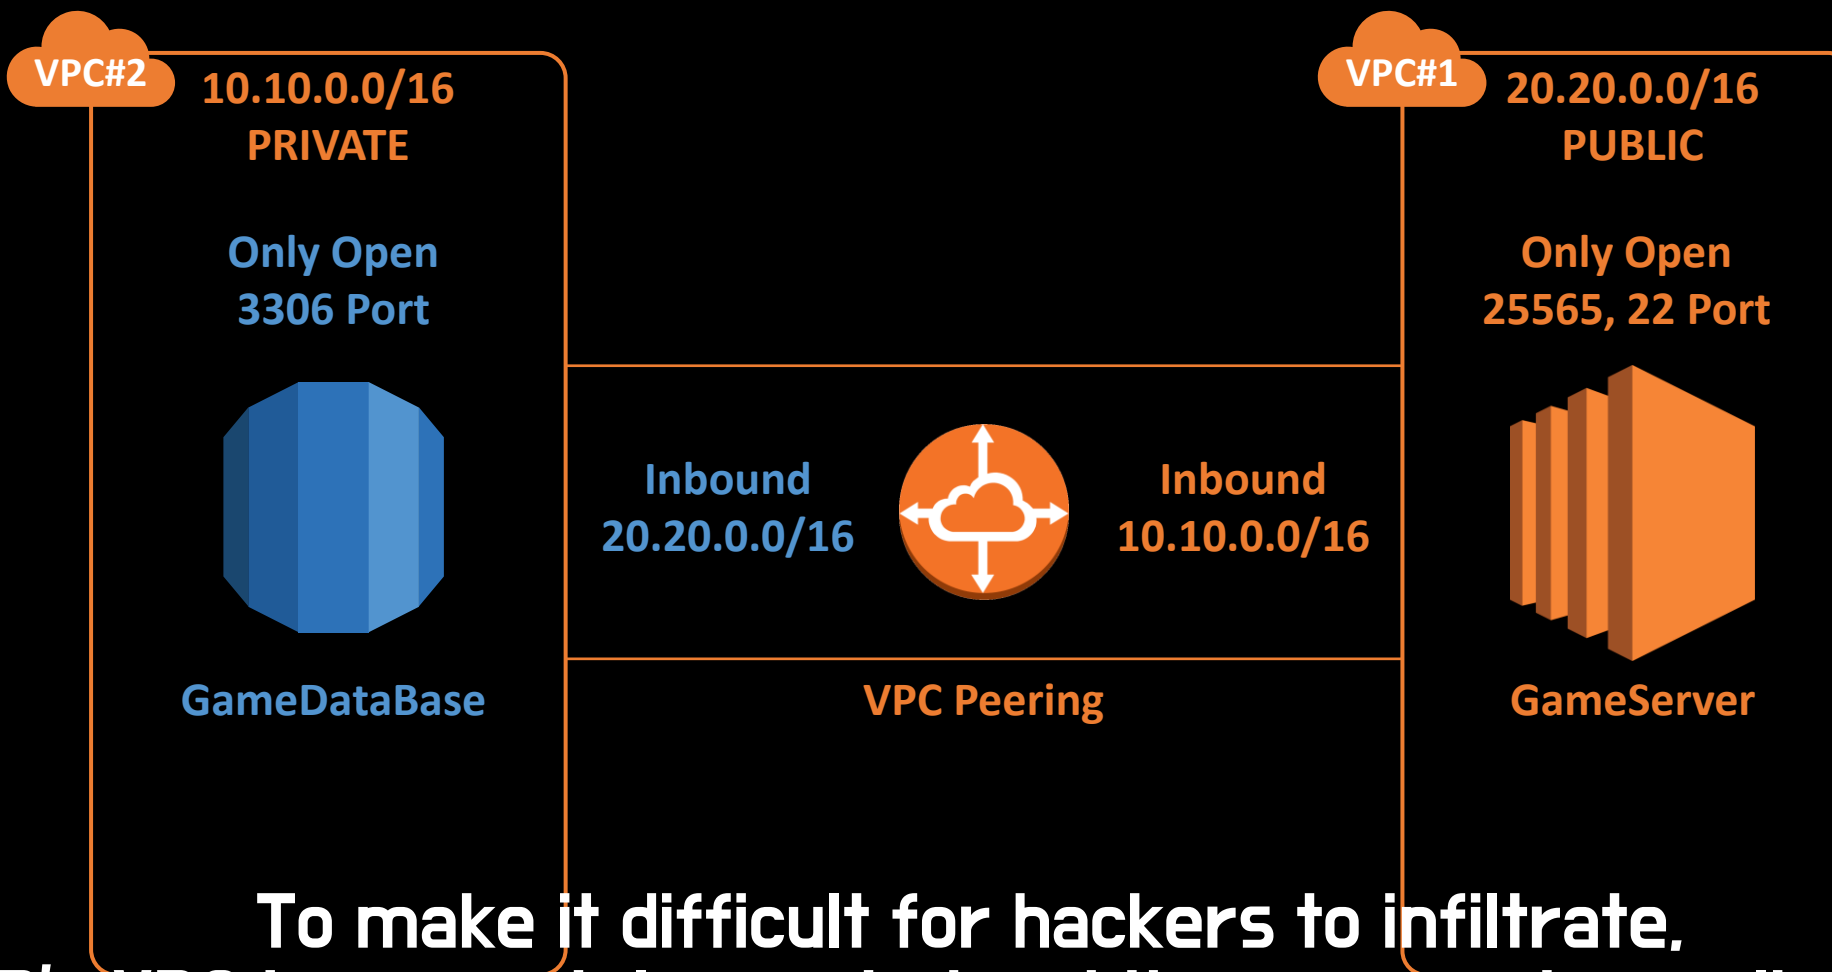 VPC#2
10.10.0.0/16
PRIVATE
Only Open
3306 Port
GameDataBase
Inbound
20.20.0.0/16
Inbound
10.10.0.0/16
VPC Peering
VPC#1
20.20.0.0/16
PUBLIC
Only Open
25565, 22 Port
GameServer
To make it difficult for hackers to infiltrate,